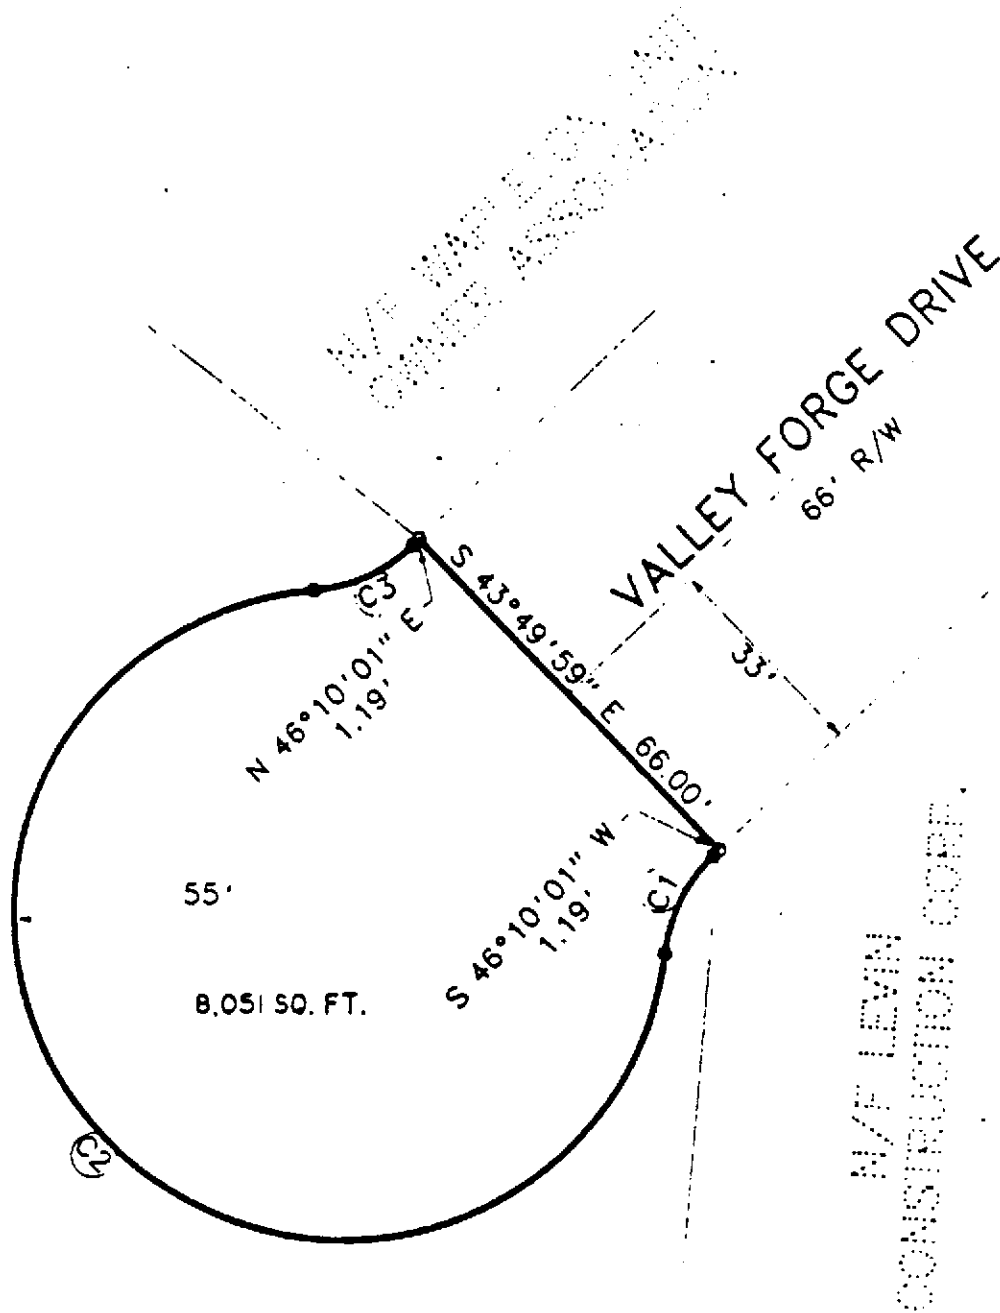 N/F
OWNER
VALLEY FORGE DRIVE
66' R/W
S 43°49'59" E 66.00'
33'
C3
N 46°10'01" E
1.19'
S 46°10'01" W
1.19'
C1
55'
8,051 SQ. FT.
C2
N/F LEVIN
CONSTRUCTION CORP.